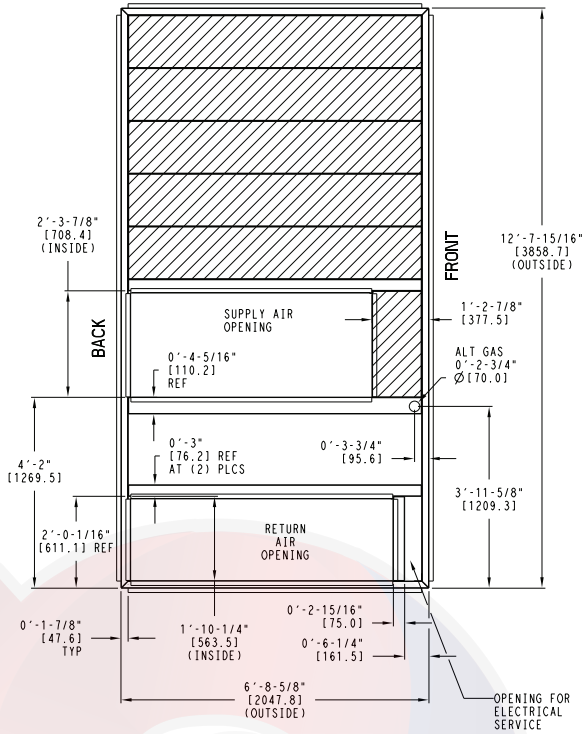 2'-3-7/8"
[708.4]
(INSIDE)
12'-7-15/16"
[3858.7]
(OUTSIDE)
FRONT
BACK
SUPPLY AIR
OPENING
1'-2-7/8"
[377.5]
0'-4-5/16"
[110.2]
REF
ALT GAS
0'-2-3/4"
Ø[70.0]
4'-2"
[1269.5]
0'-3"
[76.2] REF
AT (2) PLCS
0'-3-3/4"
[95.6]
3'-11-5/8"
[1209.3]
2'-0-1/16"
[611.1] REF
RETURN
AIR
OPENING
0'-1-7/8"
[47.6]
TYP
1'-10-1/4"
[563.5]
(INSIDE)
0'-2-15/16"
[75.0]
0'-6-1/4"
[161.5]
6'-8-5/8"
[2047.8]
(OUTSIDE)
OPENING FOR
ELECTRICAL
SERVICE